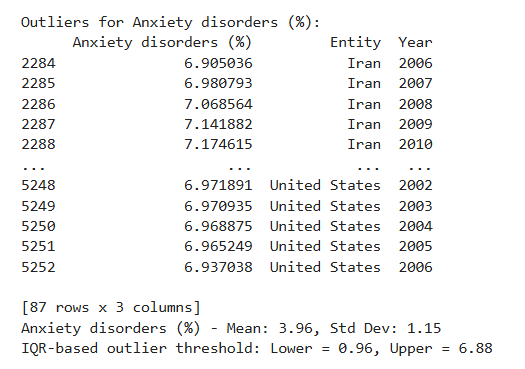 Outliers for Anxiety disorders (%):
Anxiety disorders (%) Entity Year
2284 6.905036 Iran 2006
2285 6.980793 Iran 2007
2286 7.068564 Iran 2008
2287 7.141882 Iran 2009
2288 7.174615 Iran 2010
... ... ... ...
5248 6.971891 United States 2002
5249 6.970935 United States 2003
5250 6.968875 United States 2004
5251 6.965249 United States 2005
5252 6.937038 United States 2006
[87 rows x 3 columns]
Anxiety disorders (%) - Mean: 3.96, Std Dev: 1.15
IQR-based outlier threshold: Lower = 0.96, Upper = 6.88